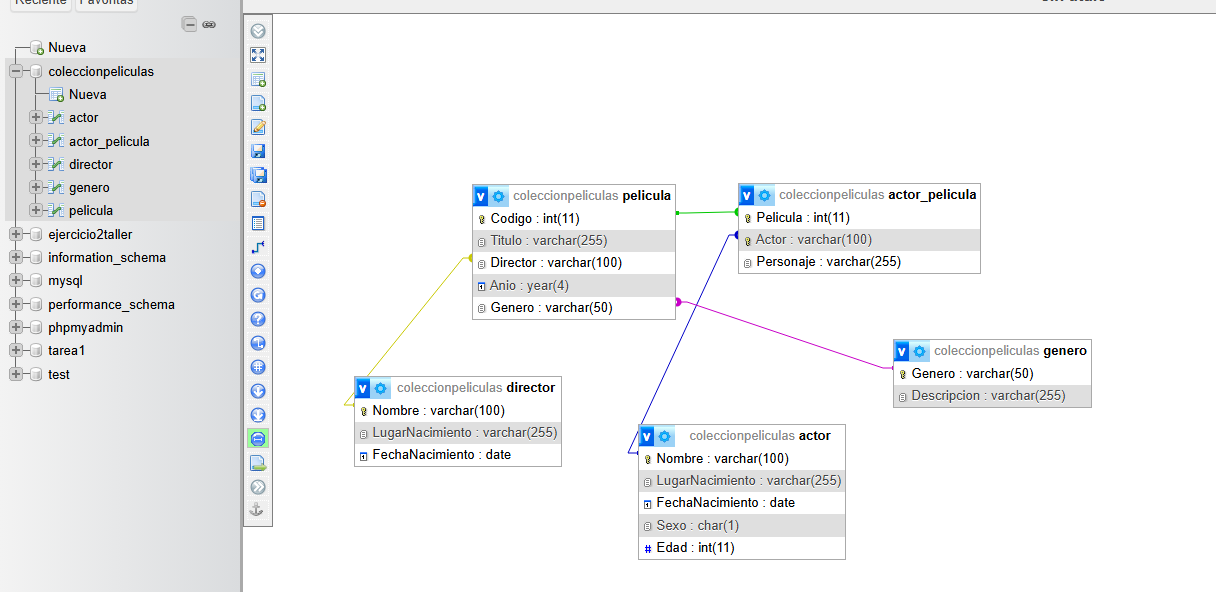 Reciente Favoritas
Nueva
coleccionpeliculas
Nueva
actor
actor_pelicula
director
genero
pelicula
ejercicio2taller
information_schema
mysql
performance_schema
phpmyadmin
tarea1
test
coleccionpeliculas pelicula
Codigo : int(11)
Titulo : varchar(255)
Director : varchar(100)
Anio : year(4)
Genero : varchar(50)
coleccionpeliculas actor_pelicula
Pelicula : int(11)
Actor : varchar(100)
Personaje : varchar(255)
coleccionpeliculas genero
Genero : varchar(50)
Descripcion : varchar(255)
coleccionpeliculas director
Nombre : varchar(100)
LugarNacimiento : varchar(255)
FechaNacimiento : date
coleccionpeliculas actor
Nombre : varchar(100)
LugarNacimiento : varchar(255)
FechaNacimiento : date
Sexo : char(1)
Edad : int(11)